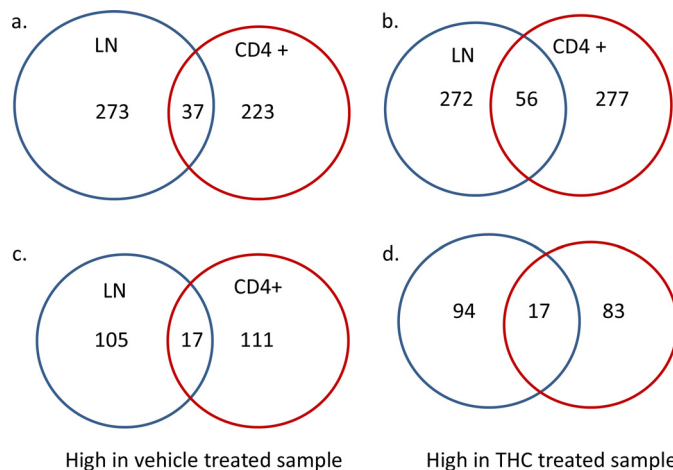 a.
LN
CD4 +
273
37
223
b.
LN
CD4 +
272
56
277
c.
LN
CD4+
105
17
111
d.
94
17
83
High in vehicle treated sample
High in THC treated sample